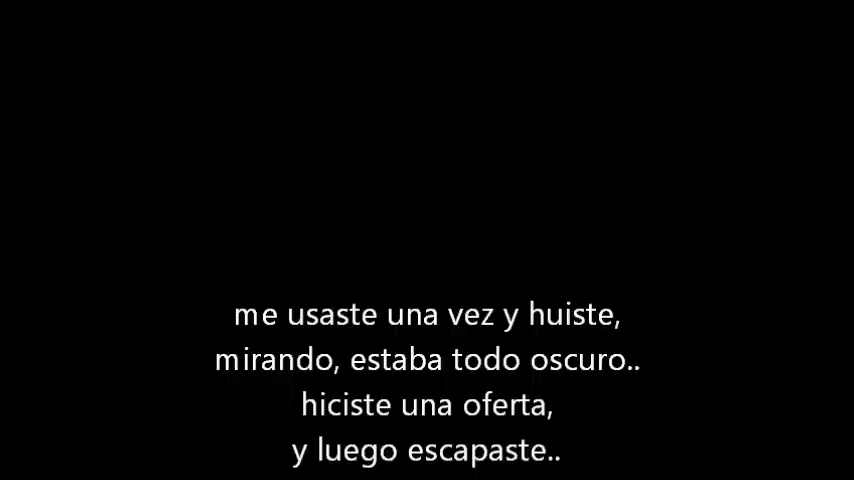 me usaste una vez y huiste,
mirando, estaba todo oscuro..
hiciste una oferta,
y luego escapaste..